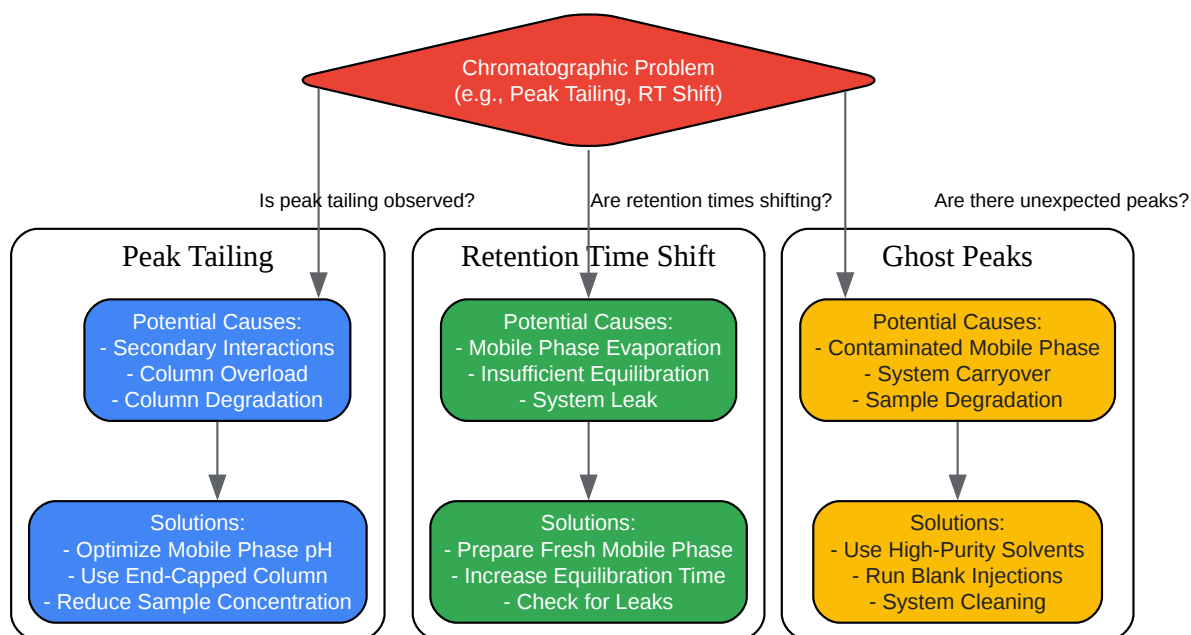 Chromatographic Problem
(e.g., Peak Tailing, RT Shift)
Is peak tailing observed?
Are retention times shifting?
Are there unexpected peaks?
Peak Tailing
Potential Causes:
- Secondary Interactions
- Column Overload
- Column Degradation
Solutions:
- Optimize Mobile Phase pH
- Use End-Capped Column
- Reduce Sample Concentration
Retention Time Shift
Potential Causes:
- Mobile Phase Evaporation
- Insufficient Equilibration
- System Leak
Solutions:
- Prepare Fresh Mobile Phase
- Increase Equilibration Time
- Check for Leaks
Ghost Peaks
Potential Causes:
- Contaminated Mobile Phase
- System Carryover
- Sample Degradation
Solutions:
- Use High-Purity Solvents
- Run Blank Injections
- System Cleaning